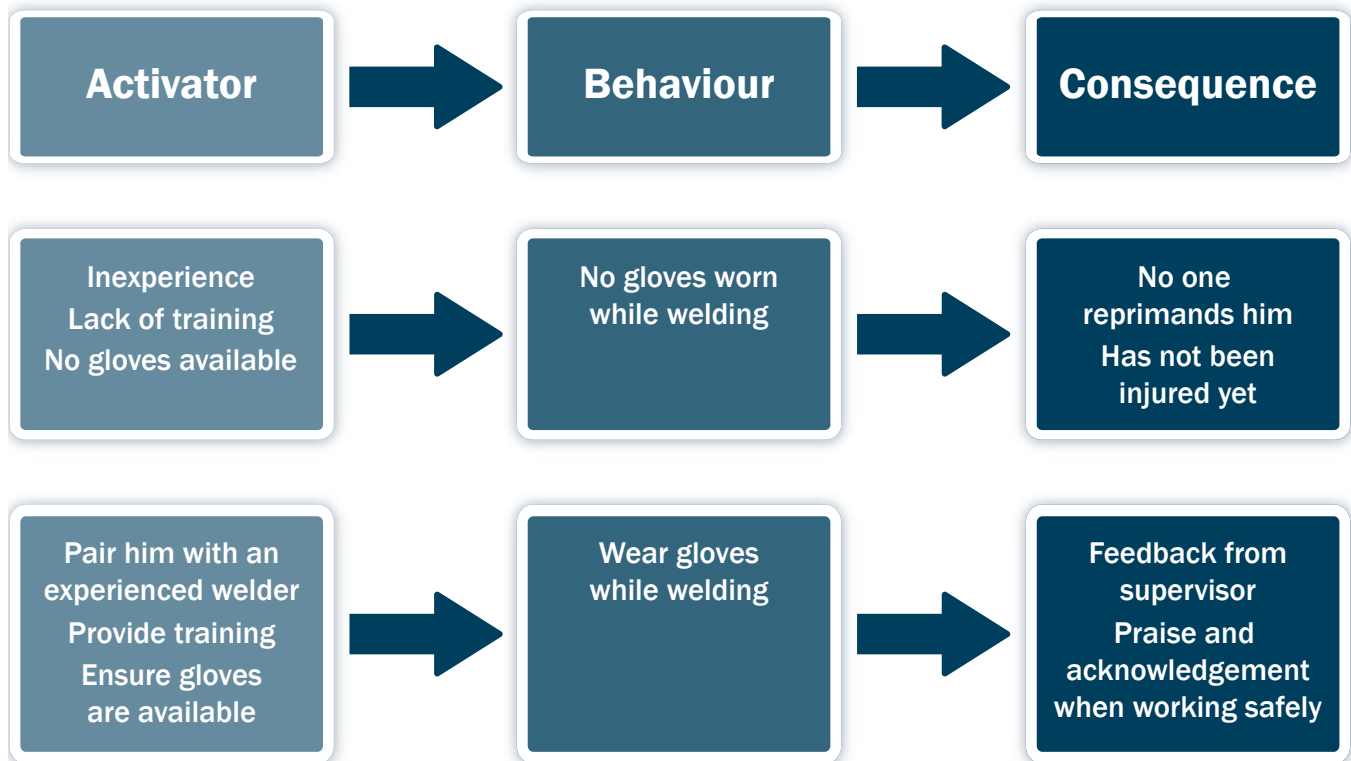 Activator
Behaviour
Consequence
Inexperience
Lack of training
No gloves available
No gloves worn
while welding
No one
reprimands him
Has not been
injured yet
Pair him with an
experienced welder
Provide training
Ensure gloves
are available
Wear gloves
while welding
Feedback from
supervisor
Praise and
acknowledgement
when working safely